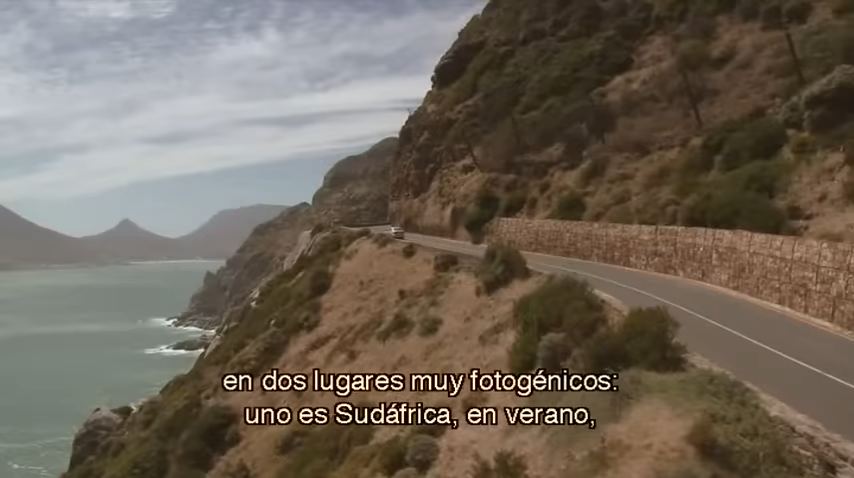 en dos lugares muy fotogénicos:
uno es Sudáfrica, en verano,